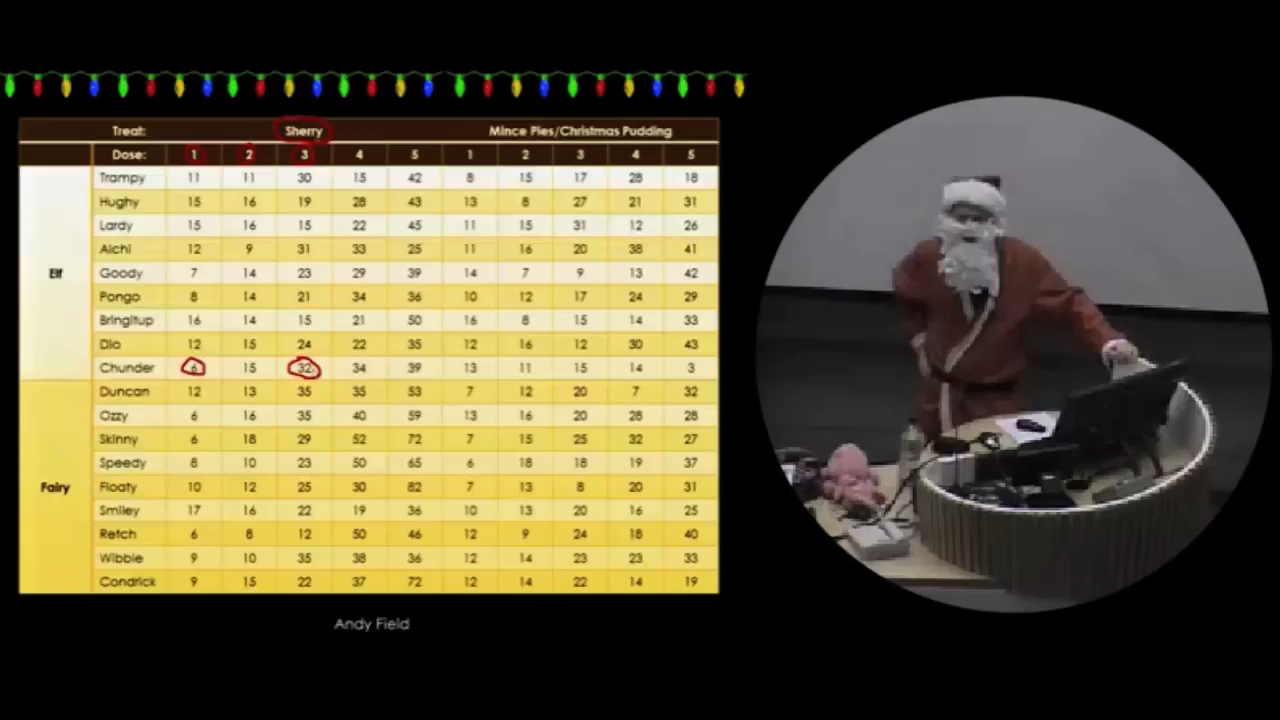 Treat: Sherry Mince Pies/Christmas Pudding
Dose: 1 2 3 4 5 1 2 3 4 5
Trampy 11 11 30 15 42 8 15 17 28 18
Hughy 15 16 19 28 43 13 8 27 21 31
Lardy 15 16 15 22 45 11 15 31 12 26
Alchi 12 9 31 33 25 11 16 20 38 41
Elf Goody 7 14 23 29 39 14 7 9 13 42
Pongo 8 14 21 34 36 10 12 17 24 29
Bringitup 16 14 15 21 50 16 8 15 14 33
Dio 12 15 24 22 35 12 16 12 30 43
Chunder 6 15 32 34 39 13 11 15 14 3
Duncan 12 13 35 35 53 7 12 20 7 32
Ozzy 6 16 35 40 59 13 16 20 28 28
Skinny 6 18 29 52 72 7 15 25 32 27
Speedy 8 10 23 50 65 6 18 18 19 37
Fairy Floaty 10 12 25 30 82 7 13 8 20 31
Smiley 17 16 22 19 36 10 13 20 16 25
Retch 6 8 12 50 46 12 9 24 18 40
Wibble 9 10 35 38 36 12 14 23 23 33
Condrick 9 15 22 37 72 12 14 22 14 19
Andy Field